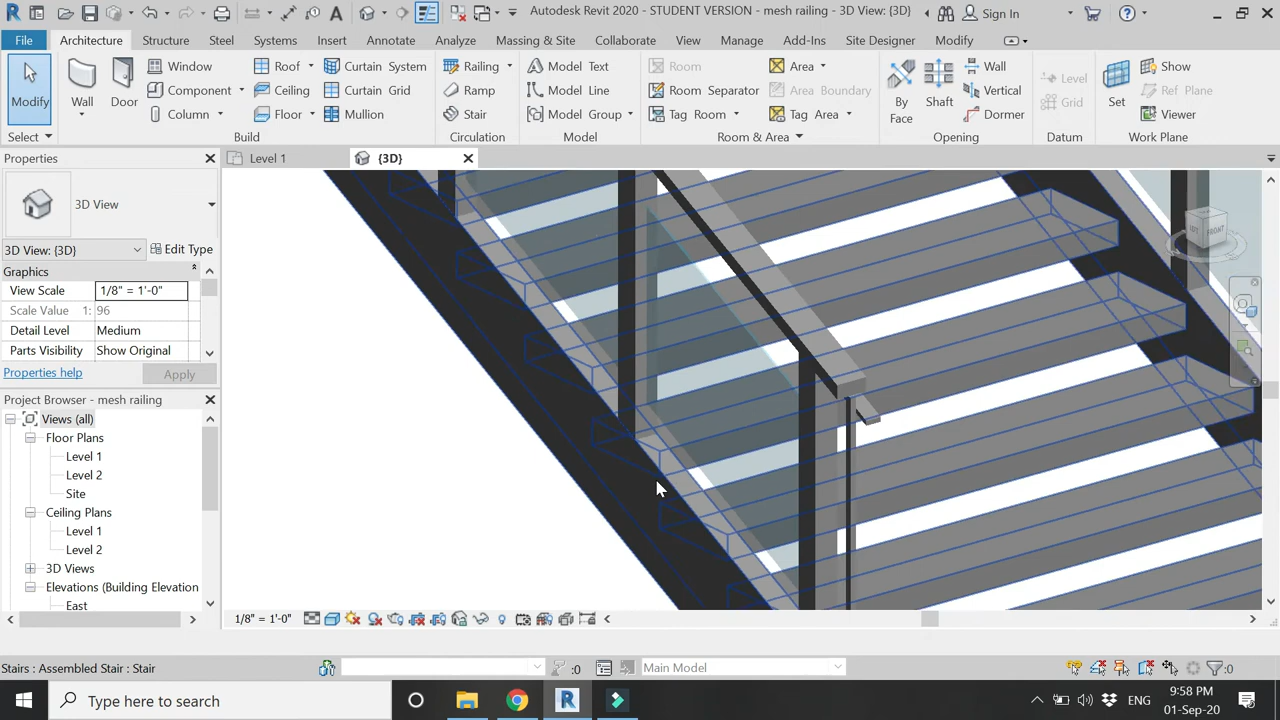 Autodesk Revit 2020 - STUDENT VERSION - mesh railing - 3D View: {3D}
Sign In
File Architecture Structure Steel Systems Insert Annotate Analyze Massing & Site Collaborate View Manage Add-Ins Site Designer Modify
Window Roof Curtain System Railing Model Text Room Area Wall Level Show
Modify Wall Door Component Ceiling Curtain Grid Ramp Model Line Room Separator Area Boundary By Face Shaft Vertical Grid Set Ref Plane
Column Floor Mullion Stair Model Group Tag Room Tag Area Dormer Viewer
Select Build Circulation Model Room & Area Opening Datum Work Plane
Properties
Level 1
{3D}
3D View
3D View: {3D}
Edit Type
Graphics
View Scale 1/8" = 1'-0"
Scale Value 1: 96
Detail Level Medium
Parts Visibility Show Original
Properties help
Apply
Project Browser - mesh railing
Views (all)
Floor Plans
Level 1
Level 2
Site
Ceiling Plans
Level 1
Level 2
3D Views
Elevations (Building Elevation
East
FRONT
1/8" = 1'-0"
Stairs : Assembled Stair : Stair
:0
Main Model
:0
Type here to search
ENG
9:58 PM
01-Sep-20